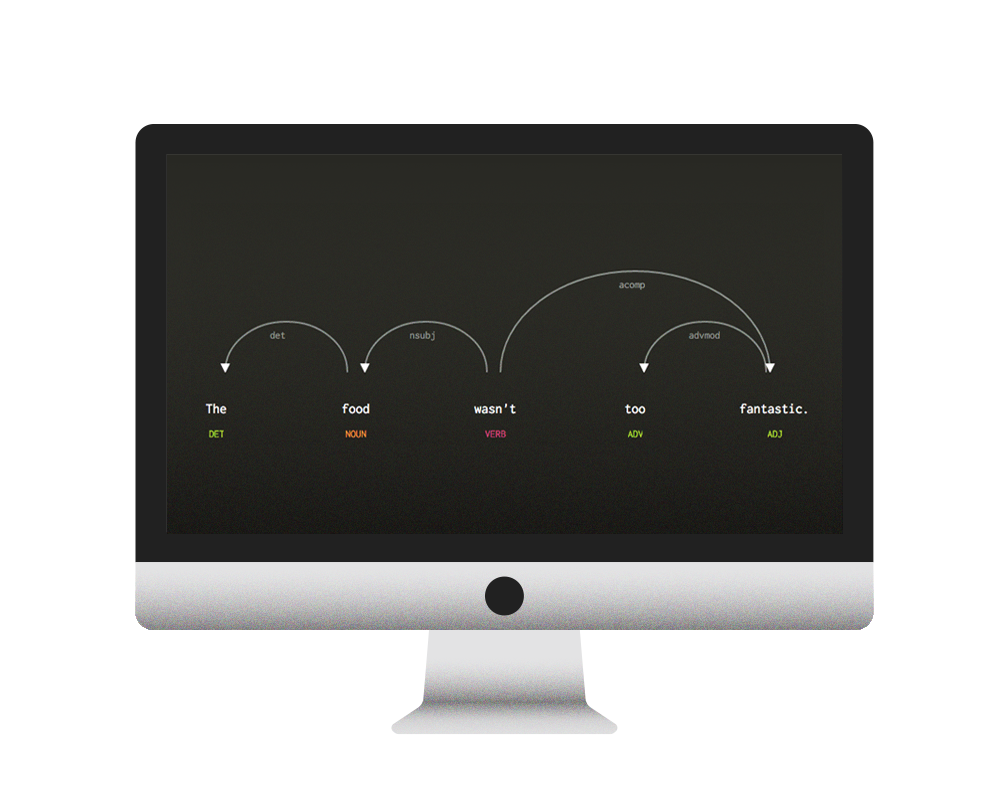 acomp
det nsubj advmod
The food wasn't too fantastic.
DET NOUN VERB ADV ADJ